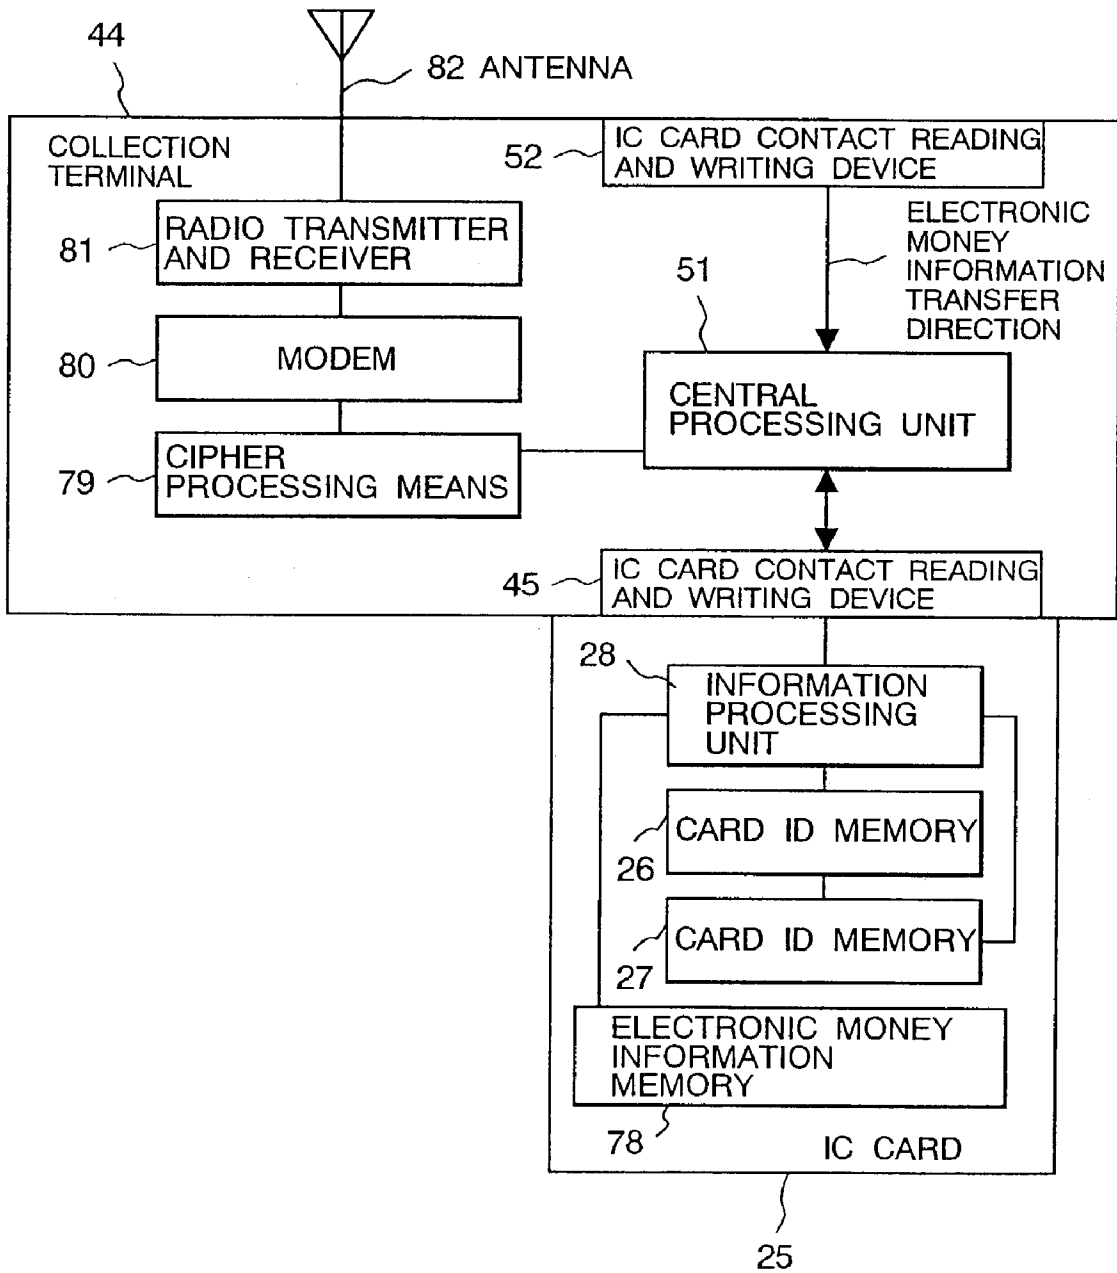 44
82 ANTENNA
COLLECTION
TERMINAL
52
IC CARD CONTACT READING
AND WRITING DEVICE
81
RADIO TRANSMITTER
AND RECEIVER
ELECTRONIC
MONEY
INFORMATION
TRANSFER
DIRECTION
51
80
MODEM
CENTRAL
PROCESSING UNIT
79
CIPHER
PROCESSING MEANS
45
IC CARD CONTACT READING
AND WRITING DEVICE
28
INFORMATION
PROCESSING
UNIT
CARD ID MEMORY
26
CARD ID MEMORY
27
ELECTRONIC MONEY
INFORMATION
MEMORY
78
IC CARD
25